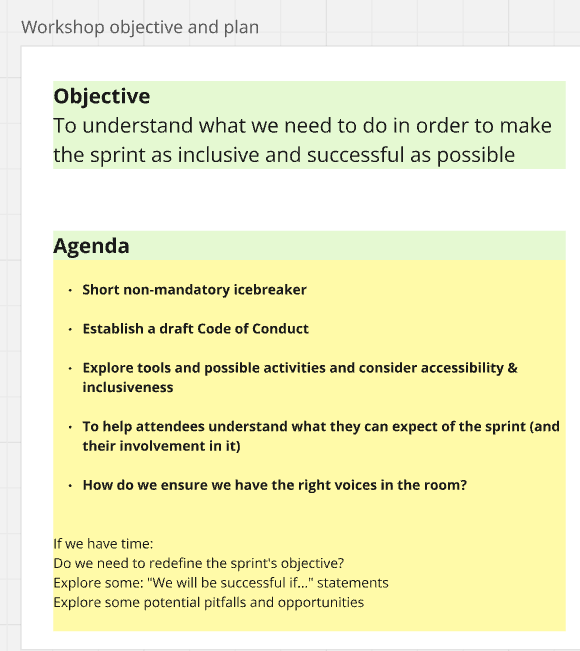 Workshop objective and plan
Objective
To understand what we need to do in order to make
the sprint as inclusive and successful as possible
Agenda
· Short non-mandatory icebreaker
· Establish a draft Code of Conduct
· Explore tools and possible activities and consider accessibility &
inclusiveness
· To help attendees understand what they can expect of the sprint (and
their involvement in it)
· How do we ensure we have the right voices in the room?
If we have time:
Do we need to redefine the sprint's objective?
Explore some: "We will be successful if..." statements
Explore some potential pitfalls and opportunities